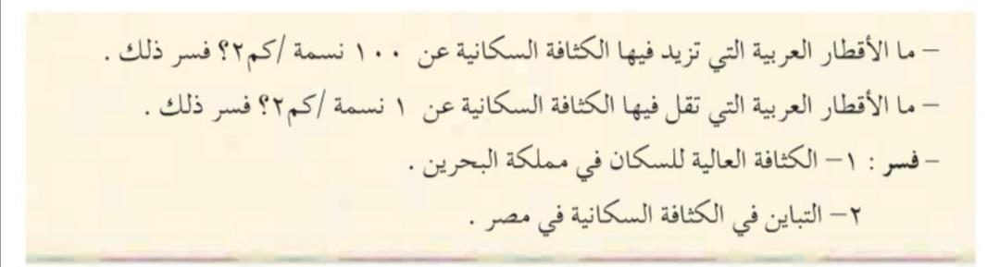 – ما الأقطار العربية التي تزيد فيها الكثافة السكانية عن ١٠٠ نسمة /كم٢؟ فسر ذلك .
– ما الأقطار العربية التي تقل فيها الكثافة السكانية عن ١ نسمة /كم٢؟ فسر ذلك .
– فسر : ١– الكثافة العالية للسكان في مملكة البحرين .
٢– التباين في الكثافة السكانية في مصر .